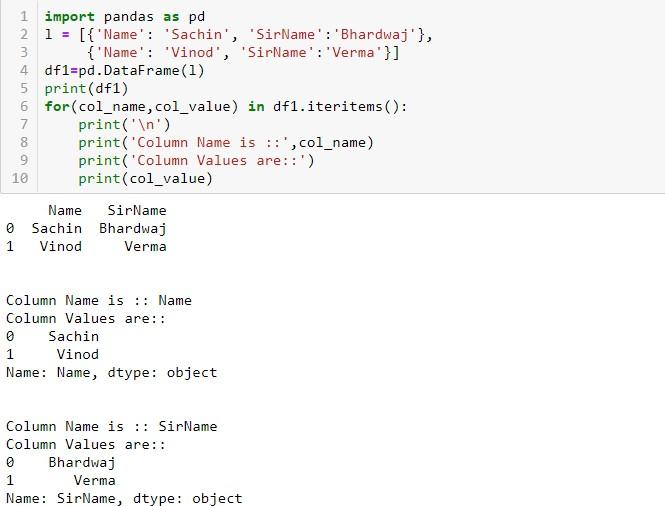 1 import pandas as pd
2 l = [{'Name': 'Sachin', 'SirName':'Bhardwaj'},
3      {'Name': 'Vinod', 'SirName':'Verma'}]
4 df1=pd.DataFrame(l)
5 print(df1)
6 for(col_name,col_value) in df1.iteritems():
7     print('\n')
8     print('Column Name is ::',col_name)
9     print('Column Values are::')
10     print(col_value)
     Name   SirName
0  Sachin  Bhardwaj
1   Vinod     Verma
Column Name is :: Name
Column Values are::
0    Sachin
1     Vinod
Name: Name, dtype: object
Column Name is :: SirName
Column Values are::
0    Bhardwaj
1       Verma
Name: SirName, dtype: object